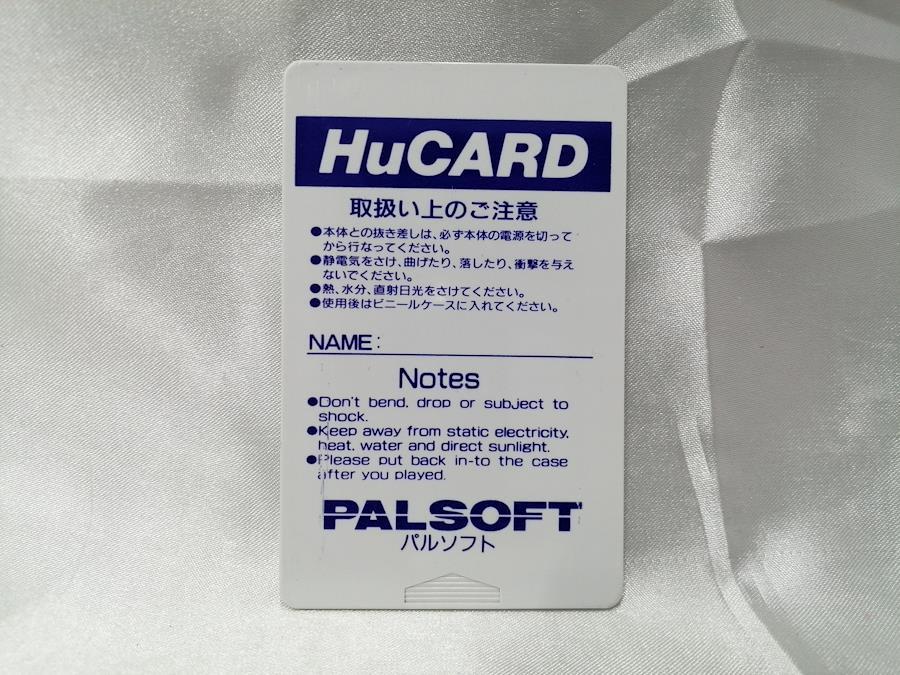 HuCARD
取扱い上のご注意
●本体との抜き差しは、必ず本体の電源を切って
から行なってください。
●静電気をさけ、曲げたり、落したり、衝撃を与え
ないでください。
●熱、水分、直射日光をさけてください。
●使用後はビニールケースに入れてください。
NAME:
Notes
●Don't bend, drop or subject to
shock.
●Keep away from static electricity,
heat, water and direct sunlight.
●Please put back in-to the case
after you played.
PALSOFT
パルソフト